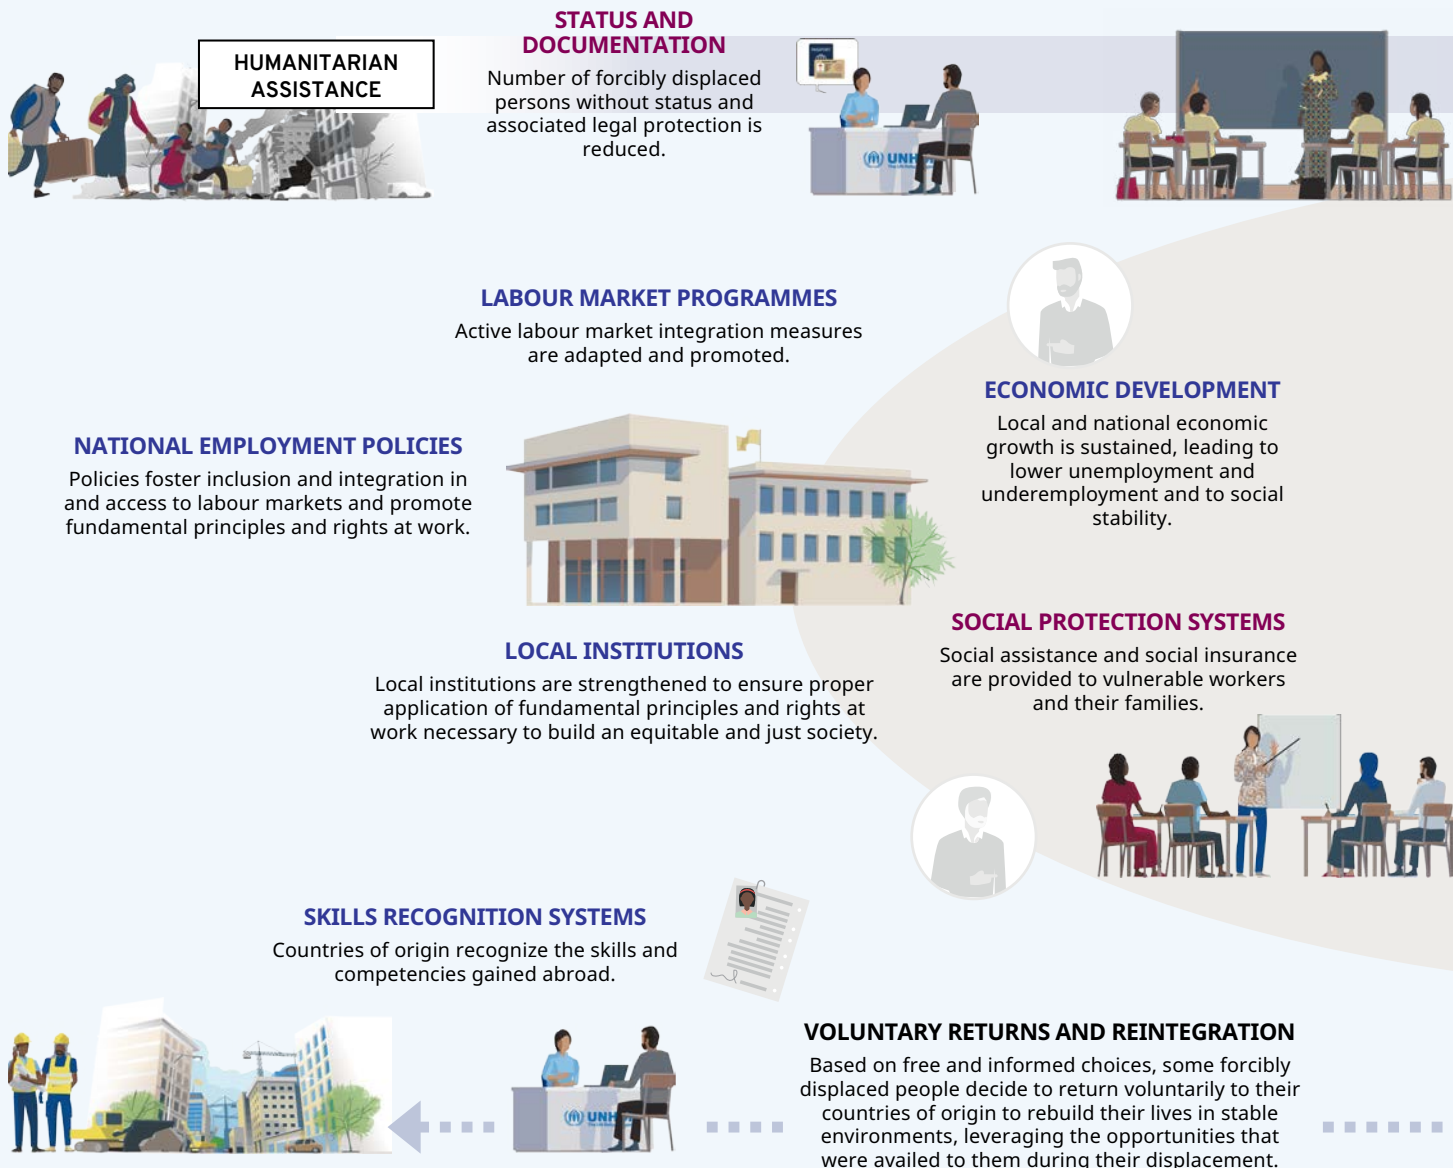 HUMANITARIAN
ASSISTANCE
STATUS AND
DOCUMENTATION
Number of forcibly displaced
persons without status and
associated legal protection is
reduced.
PASSPORT
LABOUR MARKET PROGRAMMES
Active labour market integration measures
are adapted and promoted.
ECONOMIC DEVELOPMENT
Local and national economic
growth is sustained, leading to
lower unemployment and
underemployment and to social
stability.
NATIONAL EMPLOYMENT POLICIES
Policies foster inclusion and integration in
and access to labour markets and promote
fundamental principles and rights at work.
SOCIAL PROTECTION SYSTEMS
Social assistance and social insurance
are provided to vulnerable workers
and their families.
LOCAL INSTITUTIONS
Local institutions are strengthened to ensure proper
application of fundamental principles and rights at
work necessary to build an equitable and just society.
SKILLS RECOGNITION SYSTEMS
Countries of origin recognize the skills and
competencies gained abroad.
VOLUNTARY RETURNS AND REINTEGRATION
Based on free and informed choices, some forcibly
displaced people decide to return voluntarily to their
countries of origin to rebuild their lives in stable
environments, leveraging the opportunities that
were availed to them during their displacement.